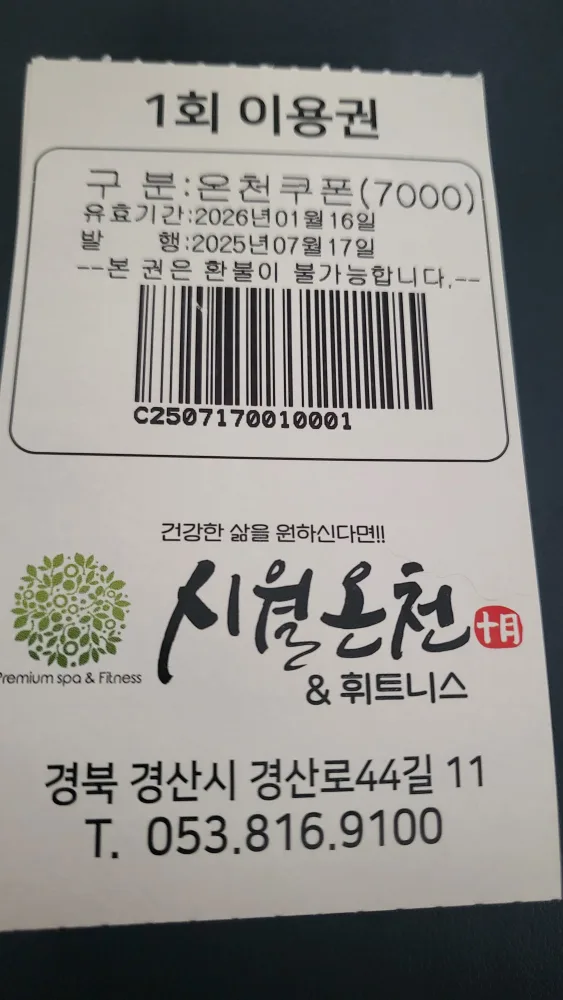 1회 이용권
구 분:온천쿠폰(7000)
유효기간:2026년01월16일
발 행:2025년07월17일
--본 권은 환불이 불가능합니다.--
C2507170010001
건강한 삶을 원하신다면!!
시월온천
十月
& 휘트니스
Premium spa & Fitness
경북 경산시 경산로44길 11
T. 053.816.9100